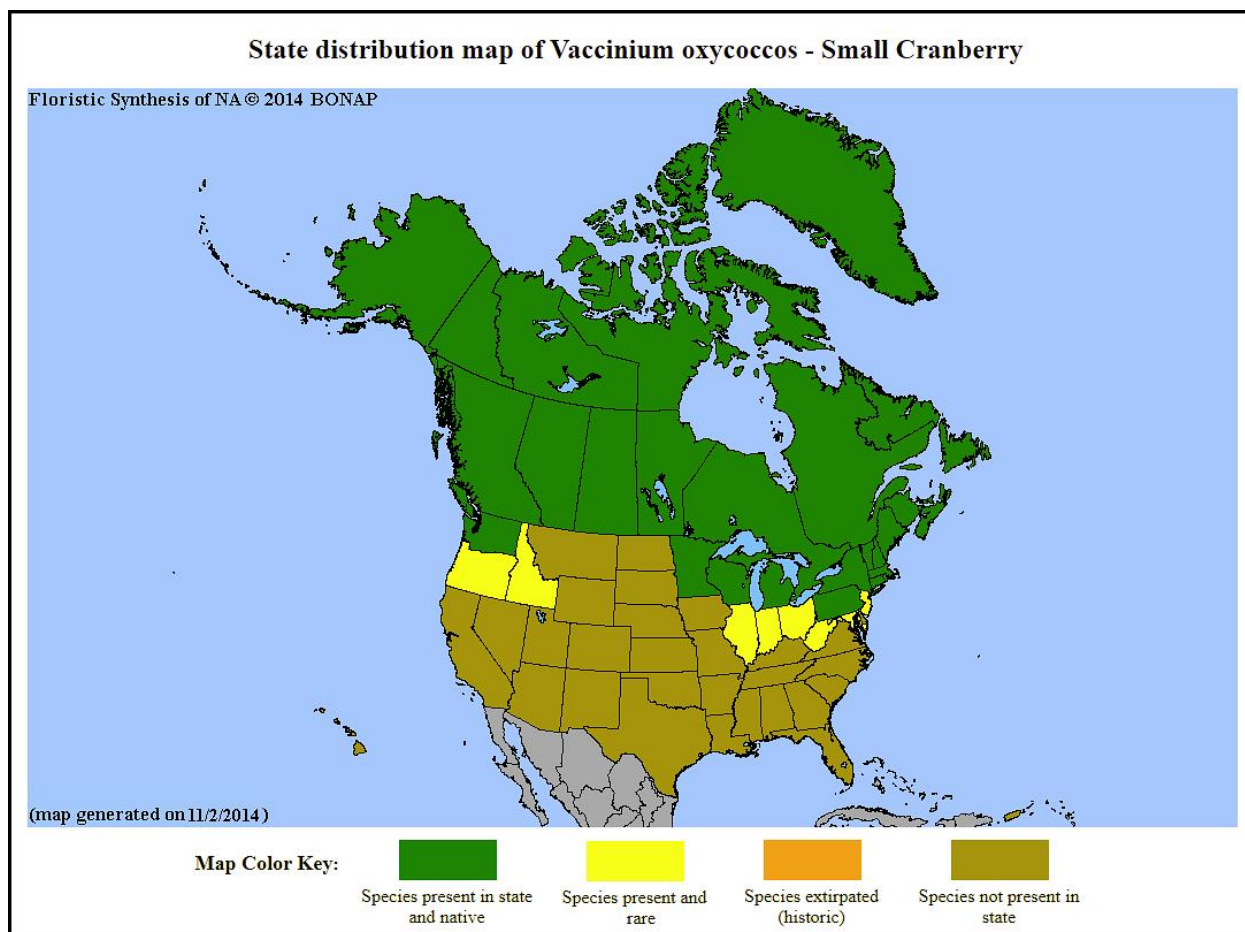 State distribution map of Vaccinium oxycoccos - Small Cranberry
Floristic Synthesis of NA © 2014 BONAP
(map generated on 11/2/2014 )
Map Color Key:
Species present in state
and native
Species present and
rare
Species extirpated
(historic)
Species not present in
state